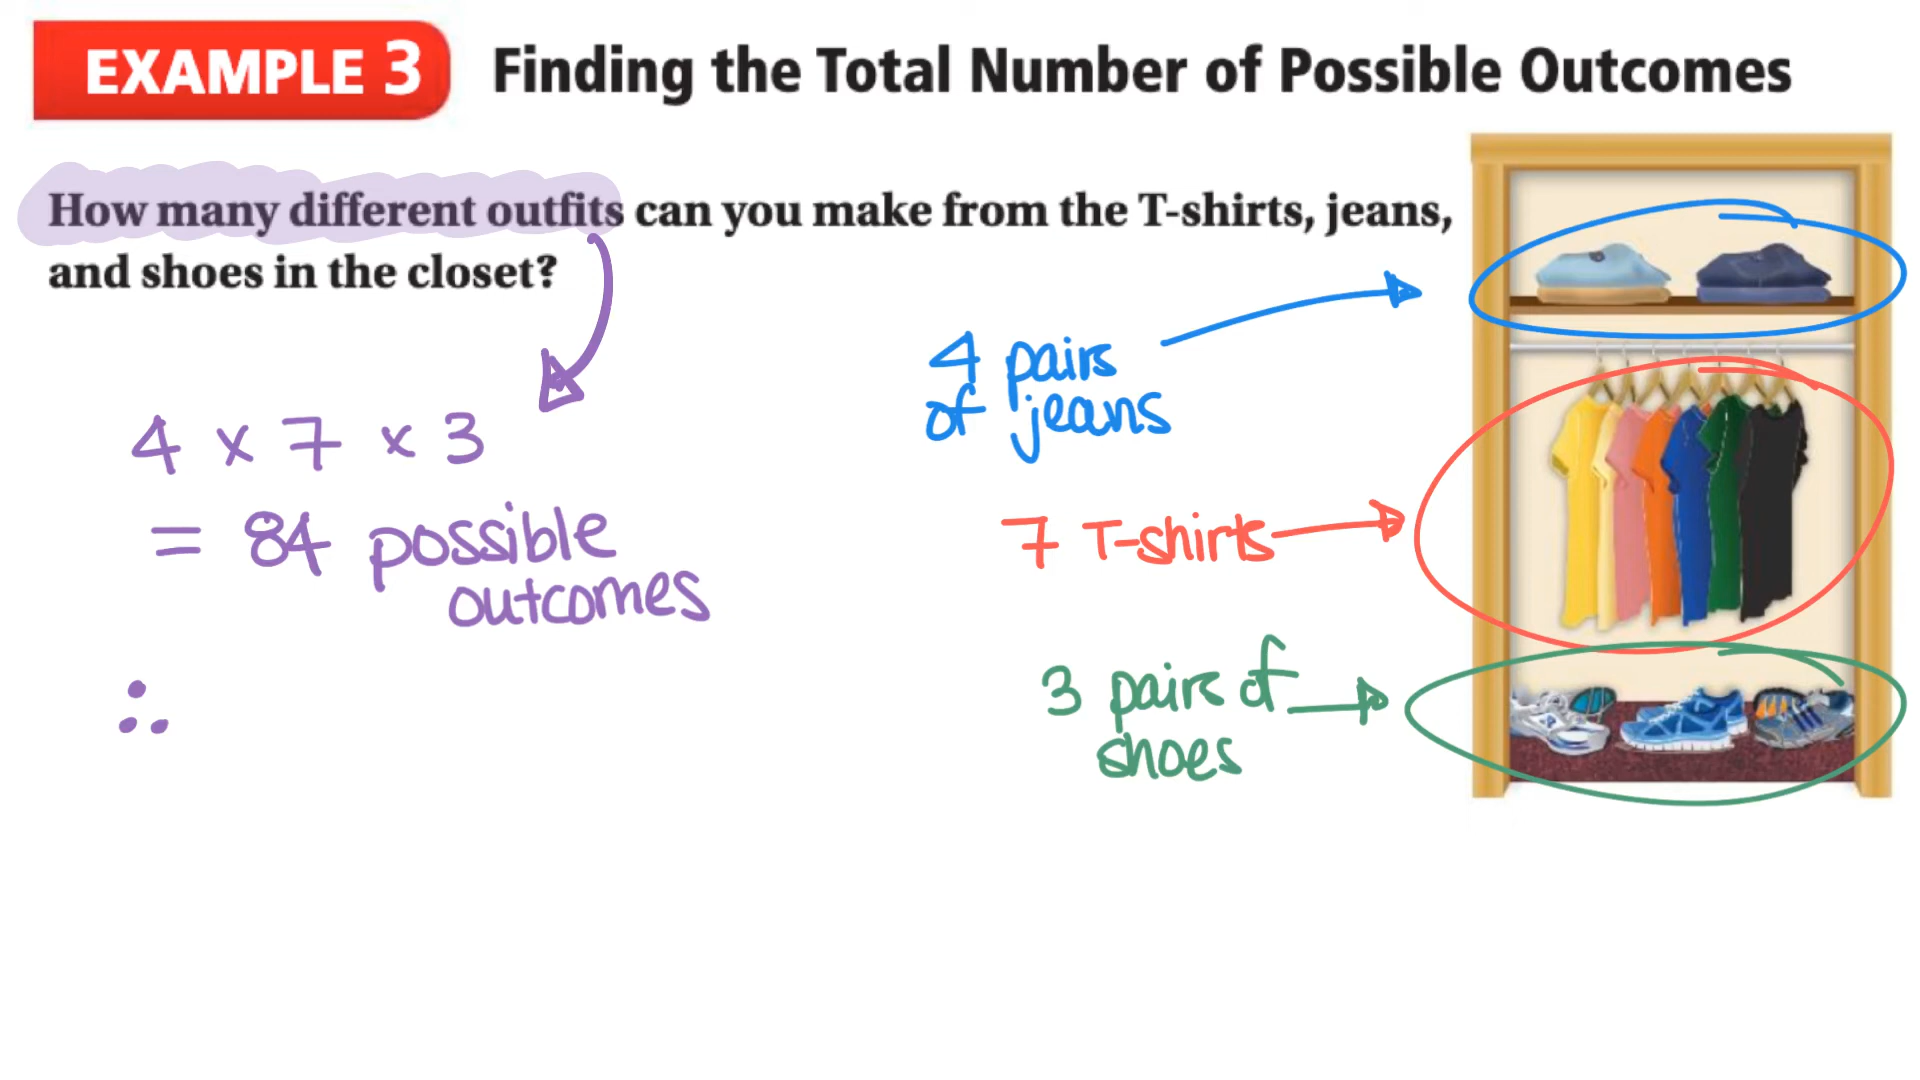 EXAMPLE 3 Finding the Total Number of Possible Outcomes
How many different outfits can you make from the T-shirts, jeans,
and shoes in the closet?
4 pairs
of jeans
4 x 7 x 3
= 84 possible
outcomes
7 T-shirts
3 pairs of
shoes
∴